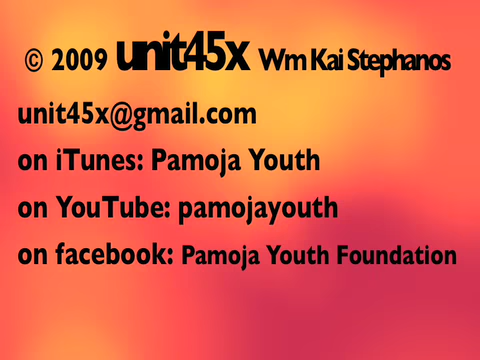 © 2009 unit45x Wm Kai Stephanos
unit45x@gmail.com
on iTunes: Pamoja Youth
on YouTube: pamojayouth
on facebook: Pamoja Youth Foundation